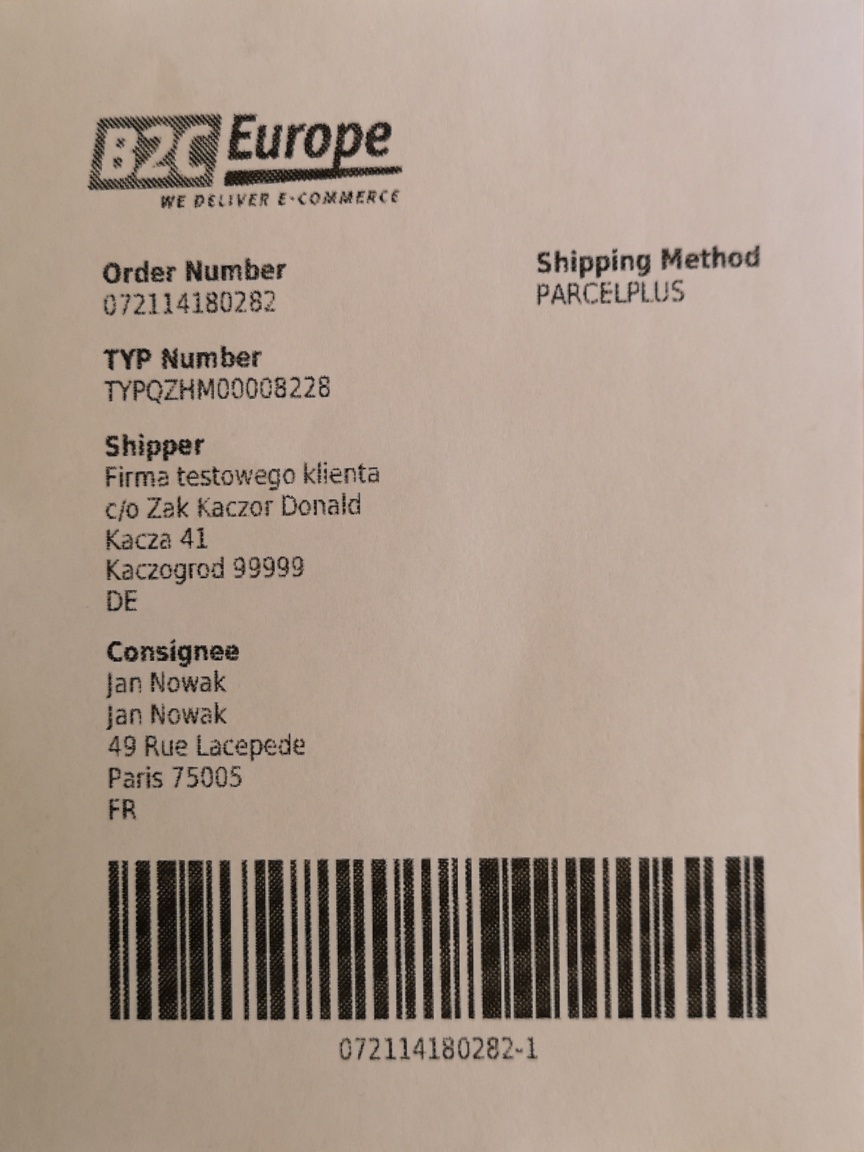 B2C Europe
WE DELIVER E-COMMERCE
Order Number
072114180282
Shipping Method
PARCELPLUS
TYP Number
TYPQZHM00008228
Shipper
Firma testowego klienta
c/o Zak Kaczor Donald
Kacza 41
Kaczogrod 99999
DE
Consignee
Jan Nowak
Jan Nowak
49 Rue Lacepede
Paris 75005
FR
072114180282-1